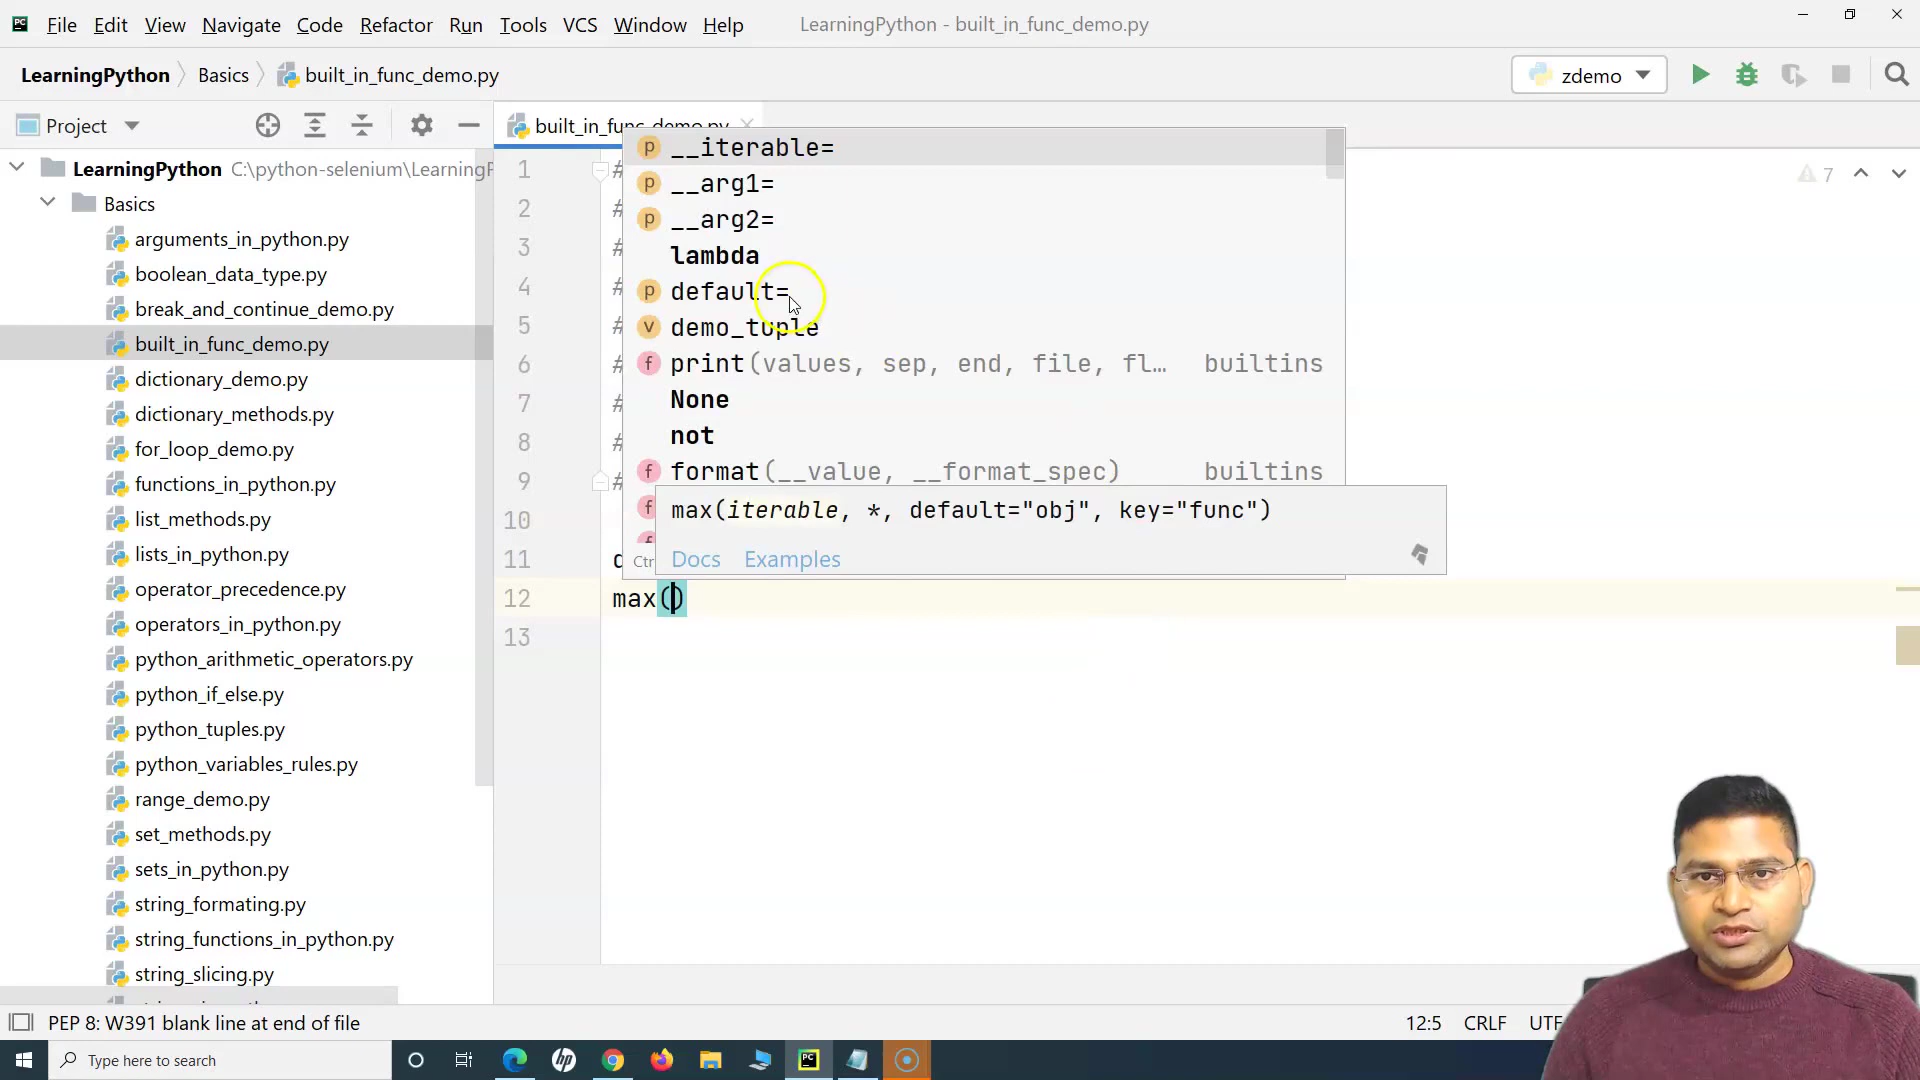 PC File Edit View Navigate Code Refactor Run Tools VCS Window Help LearningPython - built_in_func_demo.py
LearningPython Basics built_in_func_demo.py zdemo
Project
built_in_func_demo.py
LearningPython C:\python-selenium\LearningP
Basics
arguments_in_python.py
boolean_data_type.py
break_and_continue_demo.py
built_in_func_demo.py
dictionary_demo.py
dictionary_methods.py
for_loop_demo.py
functions_in_python.py
list_methods.py
lists_in_python.py
operator_precedence.py
operators_in_python.py
python_arithmetic_operators.py
python_if_else.py
python_tuples.py
python_variables_rules.py
range_demo.py
set_methods.py
sets_in_python.py
string_formating.py
string_functions_in_python.py
string_slicing.py
1 #
2 #
3 #
4 #
5 #
6 #
7 #
8 #
9 #
10
11
12 max()
13
7
p __iterable=
p __arg1=
p __arg2=
lambda
p default=
v demo_tuple
f print(values, sep, end, file, fl… builtins
None
not
f format(__value, __format_spec) builtins
f
max(iterable, *, default="obj", key="func")
Docs Examples
Ctr
PEP 8: W391 blank line at end of file 12:5 CRLF UTF
Type here to search
hp
PC